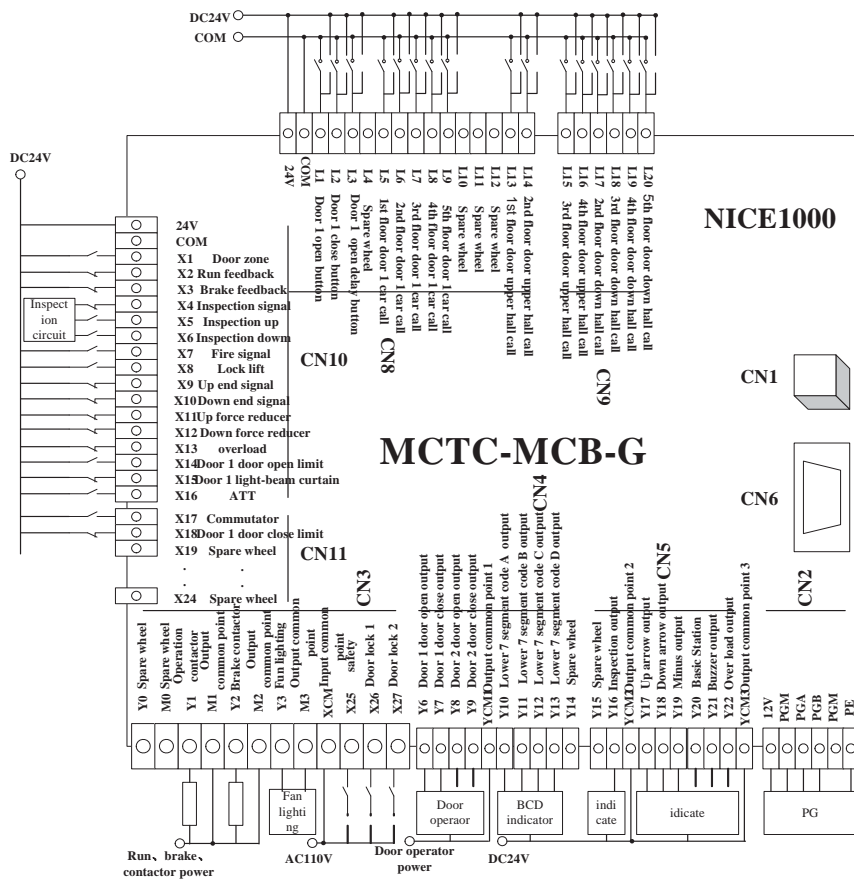 DC24V
COM
DC24V
24V
COM
L1 Door 1 open button
L2 Door 1 close button
L3 Door 1 open delay button
L4 Spare wheel
L5 1st floor door 1 car call
L6 2nd floor door 1 car call
L7 3rd floor door 1 car call
L8 4th floor door 1 car call
L9 5th floor door 1 car call
L10 Spare wheel
L11 Spare wheel
L12 Spare wheel
L13 1st floor door upper hall call
L14 2nd floor door upper hall call
L15 3rd floor door upper hall call
L16 4th floor door upper hall call
L17 2nd floor door down hall call
L18 3rd floor door down hall call
L19 4th floor door down hall call
L20 5th floor door down hall call
NICE1000
24V
COM
X1 Door zone
X2 Run feedback
X3 Brake feedback
X4 Inspection signal
X5 Inspection up
X6 Inspection down
X7 Fire signal
X8 Lock lift
X9 Up end signal
X10 Down end signal
X11 Up force reducer
X12 Down force reducer
X13 overload
X14 Door 1 door open limit
X15 Door 1 light-beam curtain
X16 ATT
X17 Commutator
X18 Door 1 door close limit
X19 Spare wheel
.
.
X24 Spare wheel
Inspect
ion
circuit
CN10
CN8
CN9
CN1
MCTC-MCB-G
CN6
CN11
CN3
CN4
CN5
CN2
Y0 Spare wheel
M0 Spare wheel
Operation
Y1 contactor
Output
M1 common point
Y2 Brake contactor
Output
M2 common point
Y3 Fun lighting
Output common
M3 point
XCM Input common
point
X25 safety
X26 Door lock 1
X27 Door lock 2
Y6 Door 1 door open output
Y7 Door 1 door close output
Y8 Door 2 door open output
Y9 Door 2 door close output
YCM1 Output common point 1
Y10 Lower 7 segment code A output
Y11 Lower 7 segment code B output
Y12 Lower 7 segment code C output
Y13 Lower 7 segment code D output
Y14 Spare wheel
Y15 Spare wheel
Y16 Inspection output
YCM2 Output common point 2
Y17 Up arrow output
Y18 Down arrow output
Y19 Minus output
Y20 Basic Station
Y21 Buzzer output
Y22 Over load output
YCM3 Output common point 3
12V
PGM
PGA
PGB
PGM
PE
Fan
lighti
ng
Door
operaor
BCD
indicator
indi
cate
idicate
PG
Run、brake、
contactor power
AC110V
Door operator
power
DC24V